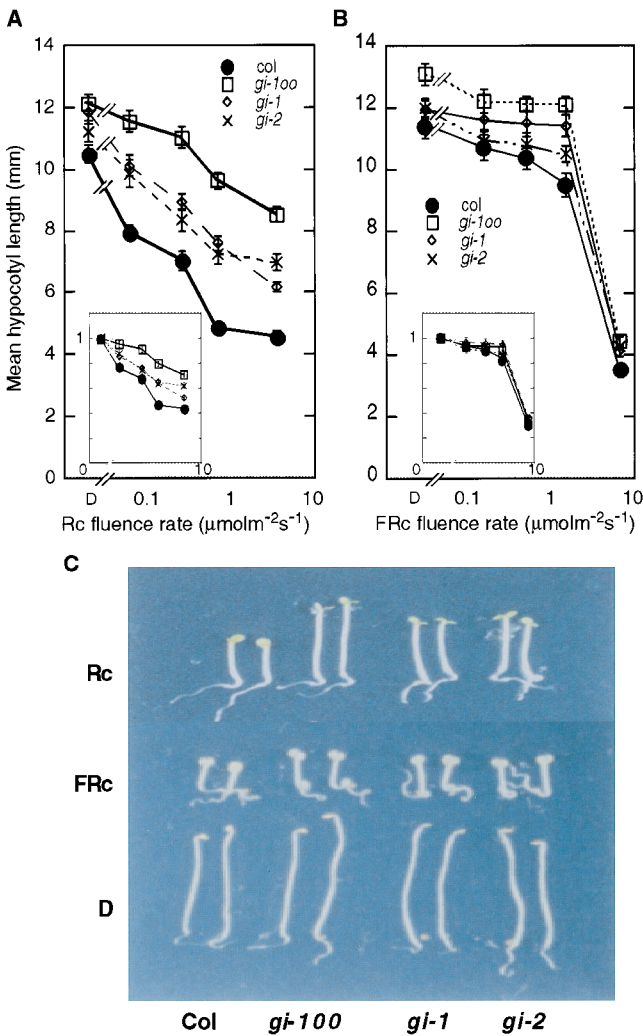 A
14
12
10
8
6
4
2
0
Mean hypocotyl length (mm)
col
gi-100
gi-1
gi-2
1
0
10
D
0.1
1
10
Rc fluence rate (μmolm-2s-1)
B
14
12
10
8
6
4
2
0
col
gi-100
gi-1
gi-2
1
0
10
D
0.1
1
10
FRc fluence rate (μmolm-2s-1)
C
Rc
FRc
D
Col gi-100 gi-1 gi-2